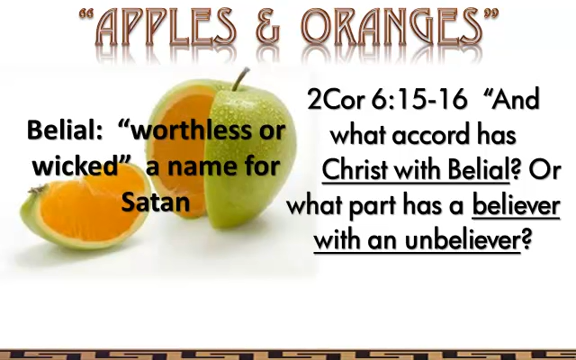 “APPLES & ORANGES”
Belial:  “worthless or
wicked”  a name for
Satan
2Cor 6:15-16  “And
what accord has
Christ with Belial? Or
what part has a believer
with an unbeliever?